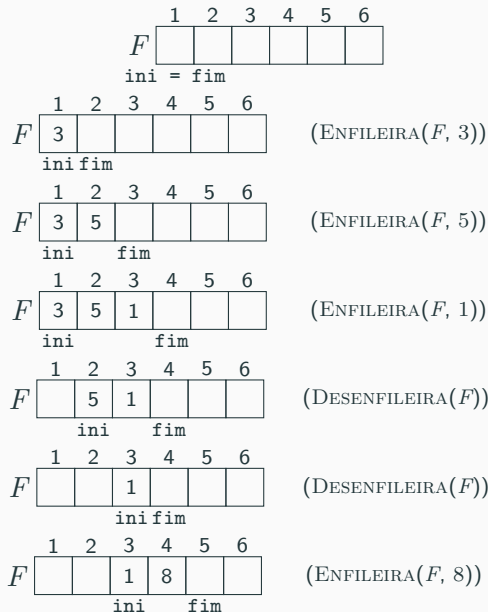 1 2 3 4 5 6
F
ini = fim
1 2 3 4 5 6
F 3 (Enfileira(F, 3))
ini fim
1 2 3 4 5 6
F 3 5 (Enfileira(F, 5))
ini fim
1 2 3 4 5 6
F 3 5 1 (Enfileira(F, 1))
ini fim
1 2 3 4 5 6
F 5 1 (Desenfileira(F))
ini fim
1 2 3 4 5 6
F 1 (Desenfileira(F))
ini fim
1 2 3 4 5 6
F 1 8 (Enfileira(F, 8))
ini fim